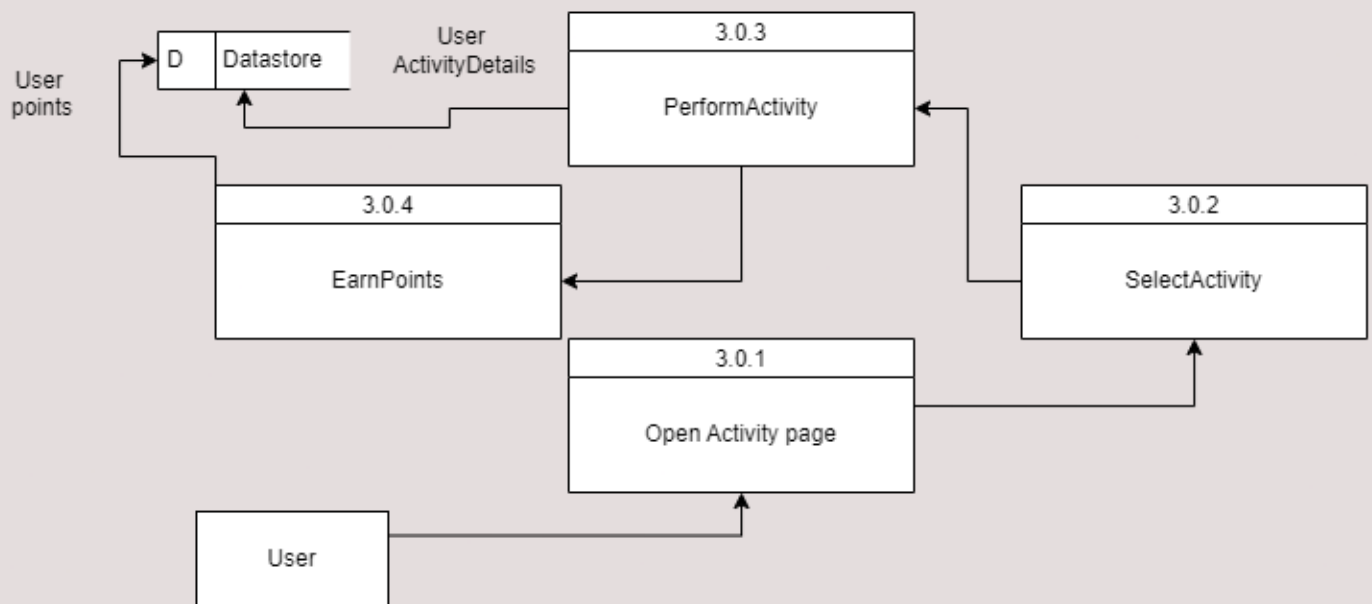 3.0.3
User
ActivityDetails
D
Datastore
User
points
PerformActivity
3.0.4
3.0.2
EarnPoints
SelectActivity
3.0.1
Open Activity page
User